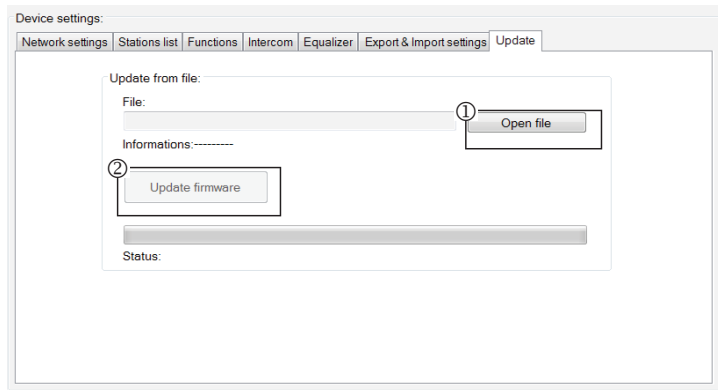 Device settings:
Network settings Stations list Functions Intercom Equalizer Export & Import settings Update
Update from file:
File:
① Open file
Informations:---------
②
Update firmware
Status: